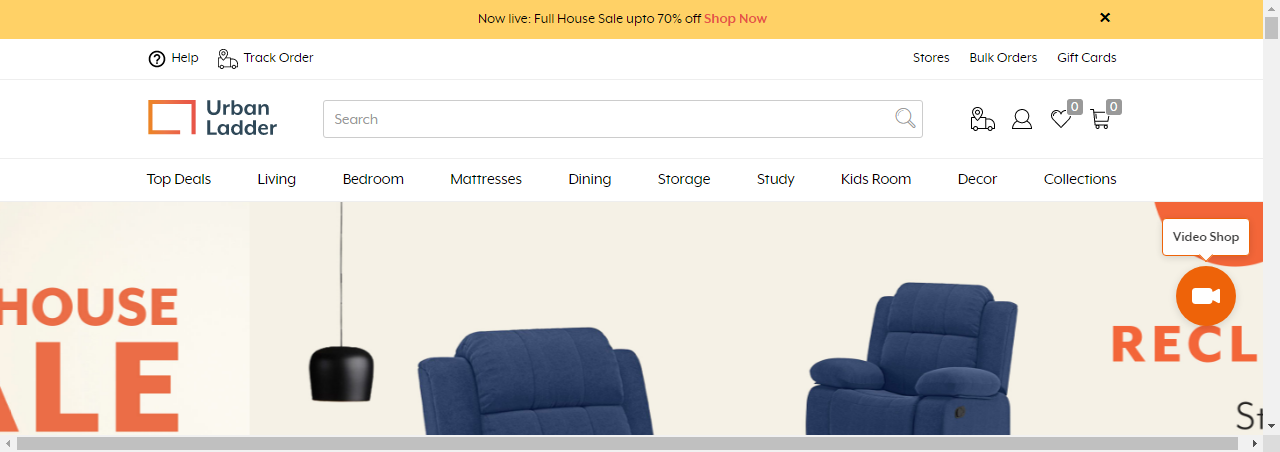 Now live: Full House Sale upto 70% off Shop Now ✕
Help Track Order Stores Bulk Orders Gift Cards
Urban
Ladder
Search
0
0
Top Deals Living Bedroom Mattresses Dining Storage Study Kids Room Decor Collections
Video Shop
HOUSE
ALE
RECL
St